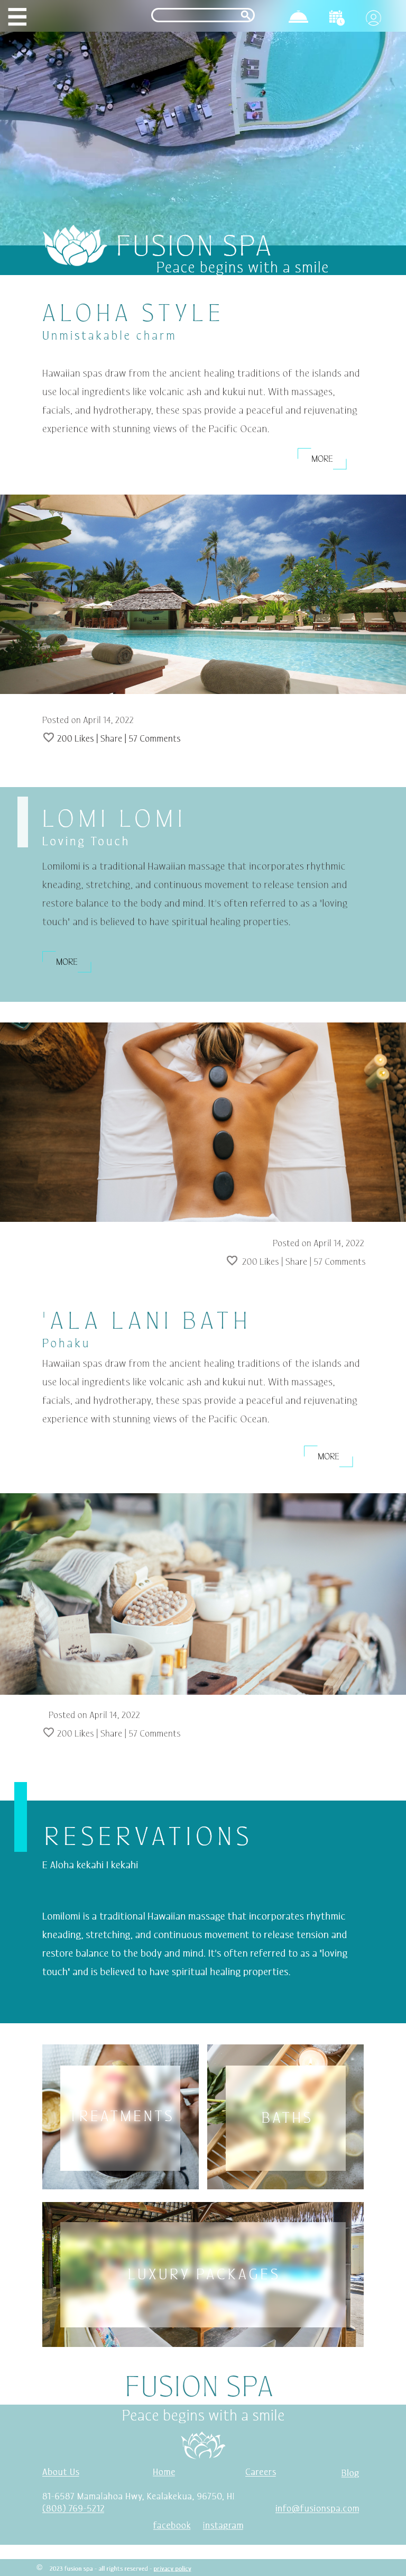 FUSION SPA
Peace begins with a smile
ALOHA STYLE
Unmistakable charm
Hawaiian spas draw from the ancient healing traditions of the islands and
use local ingredients like volcanic ash and kukui nut. With massages,
facials, and hydrotherapy, these spas provide a peaceful and rejuvenating
experience with stunning views of the Pacific Ocean.
MORE
Posted on April 14, 2022
200 Likes | Share | 57 Comments
LOMI LOMI
Loving Touch
Lomilomi is a traditional Hawaiian massage that incorporates rhythmic
kneading, stretching, and continuous movement to release tension and
restore balance to the body and mind. It's often referred to as a "loving
touch" and is believed to have spiritual healing properties.
MORE
Posted on April 14, 2022
200 Likes | Share | 57 Comments
'ALA LANI BATH
Pohaku
Hawaiian spas draw from the ancient healing traditions of the islands and
use local ingredients like volcanic ash and kukui nut. With massages,
facials, and hydrotherapy, these spas provide a peaceful and rejuvenating
experience with stunning views of the Pacific Ocean.
MORE
Posted on April 14, 2022
200 Likes | Share | 57 Comments
RESERVATIONS
E Aloha kekahi I kekahi
Lomilomi is a traditional Hawaiian massage that incorporates rhythmic
kneading, stretching, and continuous movement to release tension and
restore balance to the body and mind. It's often referred to as a "loving
touch" and is believed to have spiritual healing properties.
TREATMENTS
BATHS
LUXURY PACKAGES
FUSION SPA
Peace begins with a smile
About Us Home Careers Blog
81-6587 Mamalahoa Hwy, Kealakekua, 96750, HI
(808) 769-5212 info@fusionspa.com
facebook Instagram
© 2023 fusion spa - all rights reserved - privacy policy